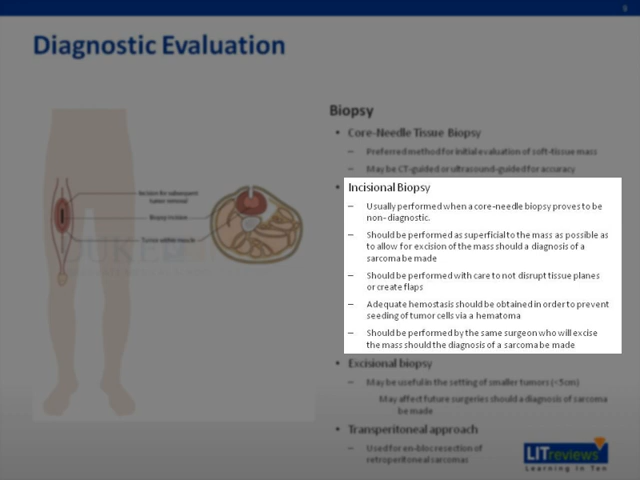 9
Diagnostic Evaluation
Biopsy
• Core-Needle Tissue Biopsy
– Preferred method for initial evaluation of soft-tissue mass
– May be CT-guided or ultrasound-guided for accuracy
• Incisional Biopsy
– Usually performed when a core-needle biopsy proves to be
non-diagnostic.
– Should be performed as superficial to the mass as possible as
to allow for excision of the mass should a diagnosis of a
sarcoma be made
– Should be performed with care to not disrupt tissue planes
or create flaps
– Adequate hemostasis should be obtained in order to prevent
seeding of tumor cells via a hematoma
– Should be performed by the same surgeon who will excise
the mass should the diagnosis of a sarcoma be made
• Excisional biopsy
– May be useful in the setting of smaller tumors (<5cm)
May affect future surgeries should a diagnosis of sarcoma
be made
• Transperitoneal approach
– Used for en-bloc resection of
retroperitoneal sarcomas
Incision for subsequent
tumor removal
Biopsy incision
Tumor within muscle
LITreviews
Learning In Ten